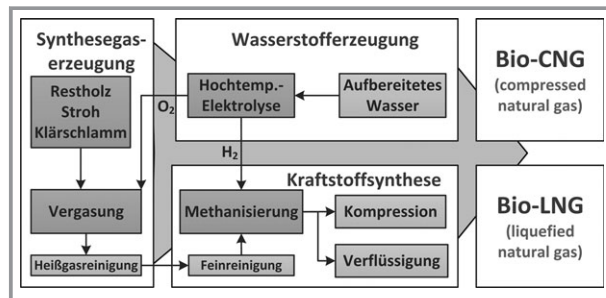 Synthesegas-
erzeugung
Restholz
Stroh
Klärschlamm
Vergasung
Heißgasreinigung
Wasserstofferzeugung
Hochtemp.-
Elektrolyse
Aufbereitetes
Wasser
O2
H2
Kraftstoffsynthese
Methanisierung
Kompression
Feinreinigung
Verflüssigung
Bio-CNG
(compressed
natural gas)
Bio-LNG
(liquefied
natural gas)